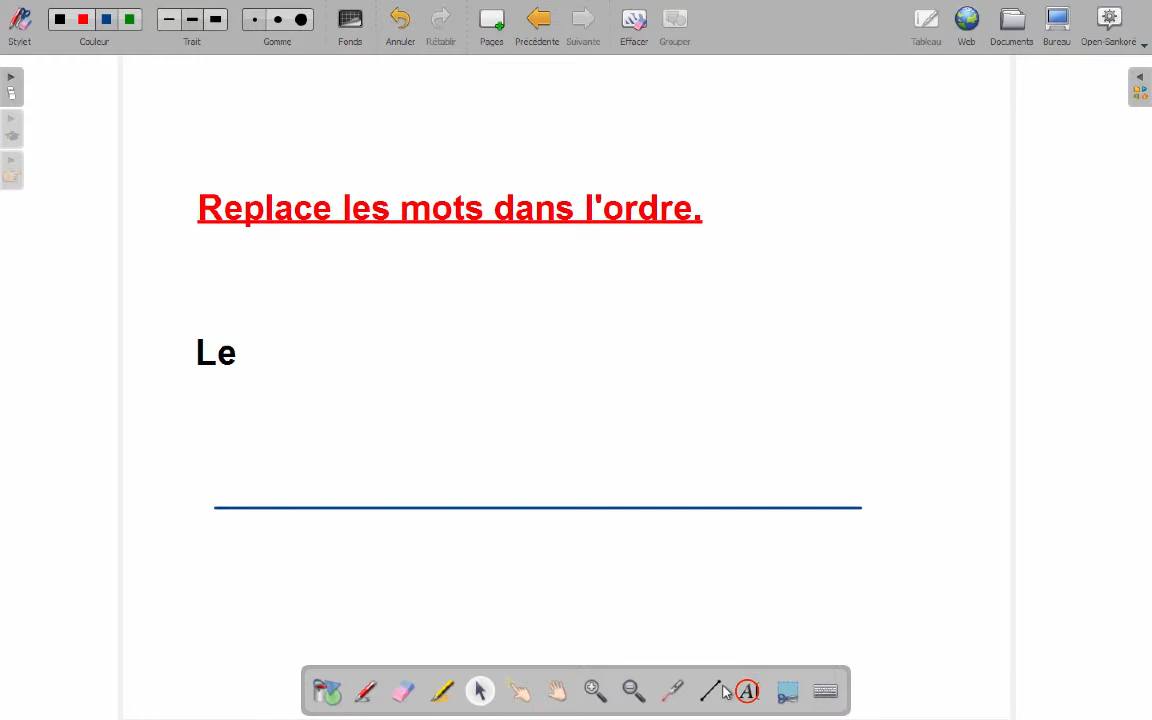 Stylet Couleur Trait Gomme Fonds Annuler Rétablir Pages Précédente Suivante Effacer Grouper Tableau Web Documents Bureau Open-Sankoré
Replace les mots dans l'ordre.
Le
A